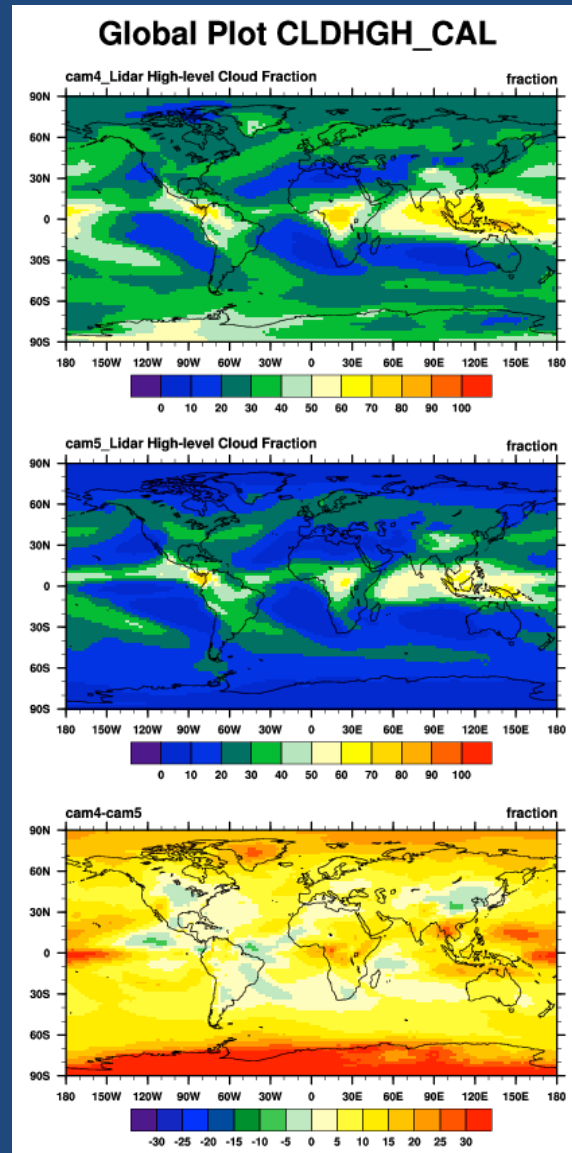 Global Plot CLDHGH_CAL
cam4_Lidar High-level Cloud Fraction fraction
90N
60N
30N
0
30S
60S
90S
180 150W 120W 90W 60W 30W 0 30E 60E 90E 120E 150E 180
0 10 20 30 40 50 60 70 80 90 100
cam5_Lidar High-level Cloud Fraction fraction
90N
60N
30N
0
30S
60S
90S
180 150W 120W 90W 60W 30W 0 30E 60E 90E 120E 150E 180
0 10 20 30 40 50 60 70 80 90 100
cam4-cam5 fraction
90N
60N
30N
0
30S
60S
90S
180 150W 120W 90W 60W 30W 0 30E 60E 90E 120E 150E 180
-30 -25 -20 -15 -10 -5 0 5 10 15 20 25 30